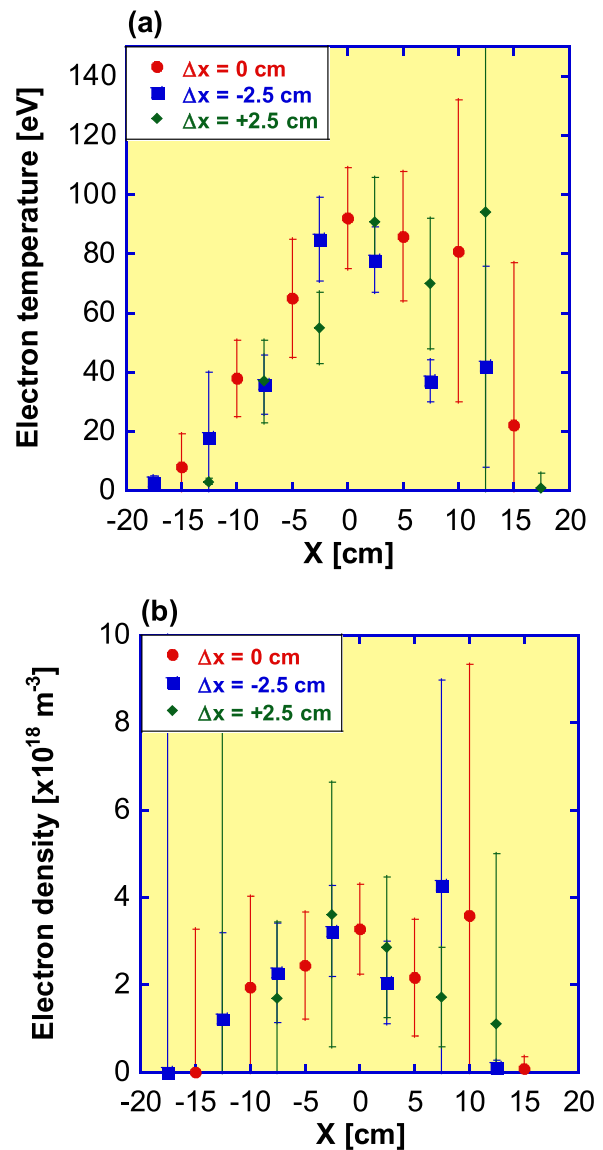 (a)
Δx = 0 cm
Δx = -2.5 cm
Δx = +2.5 cm
140
120
100
80
60
40
20
0
Electron temperature [eV]
-20 -15 -10 -5 0 5 10 15 20
X [cm]
(b)
Δx = 0 cm
Δx = -2.5 cm
Δx = +2.5 cm
10
8
6
4
2
0
Electron density [x10¹⁸ m⁻³]
-20 -15 -10 -5 0 5 10 15 20
X [cm]